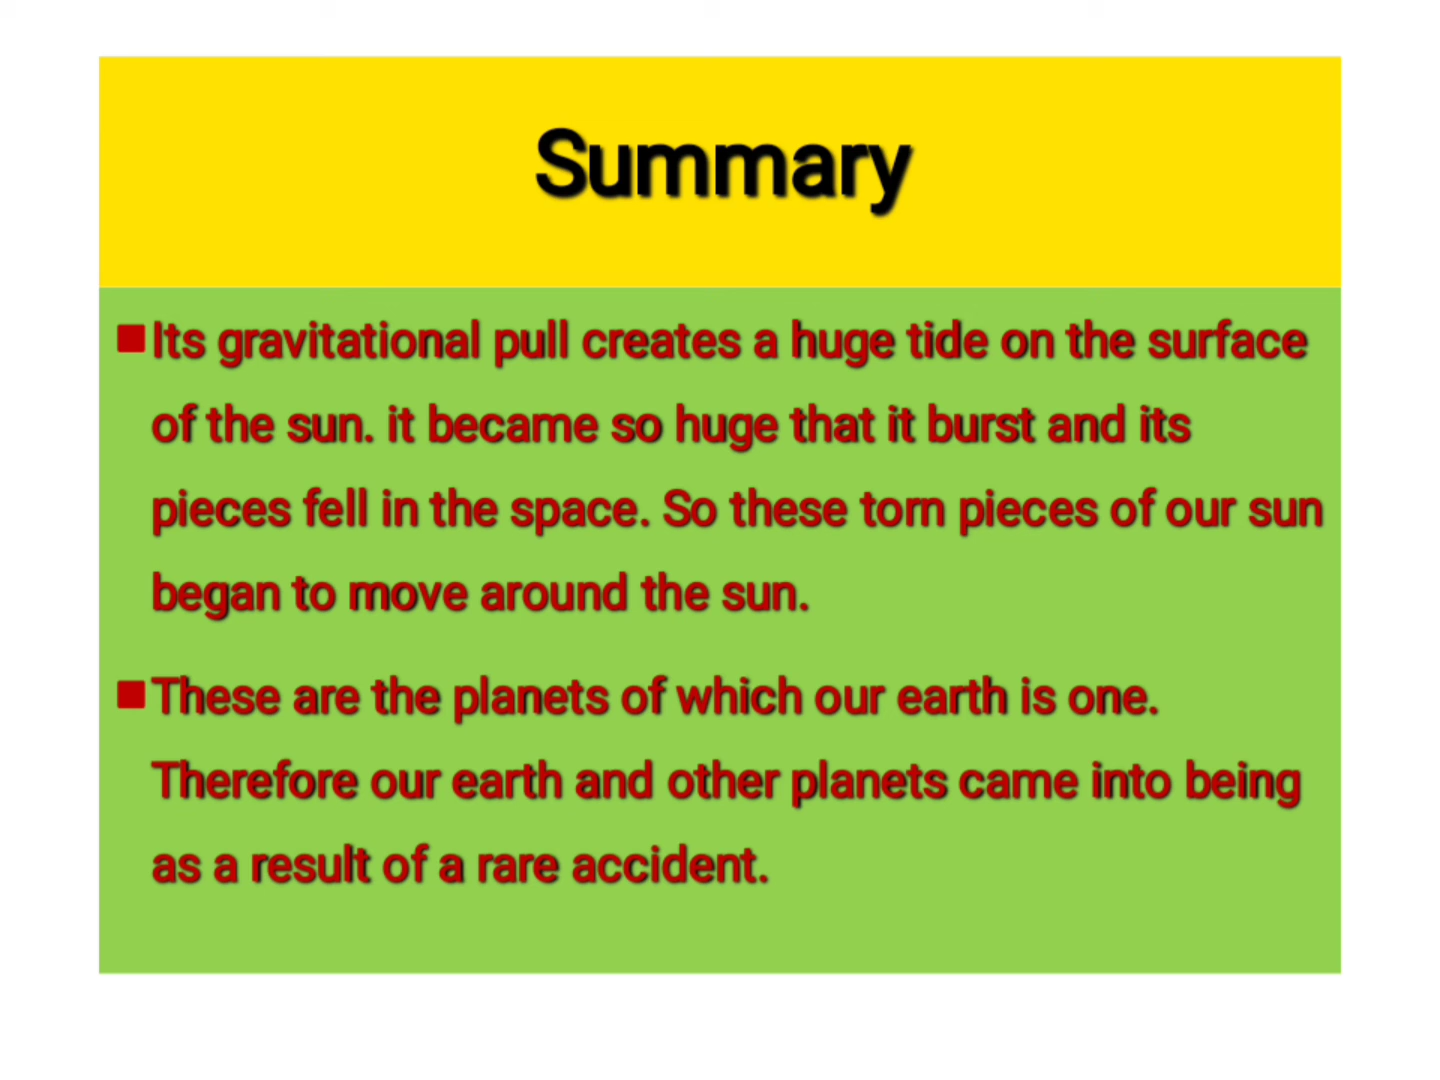 Summary
Its gravitational pull creates a huge tide on the surface
of the sun. it became so huge that it burst and its
pieces fell in the space. So these torn pieces of our sun
began to move around the sun.
These are the planets of which our earth is one.
Therefore our earth and other planets came into being
as a result of a rare accident.